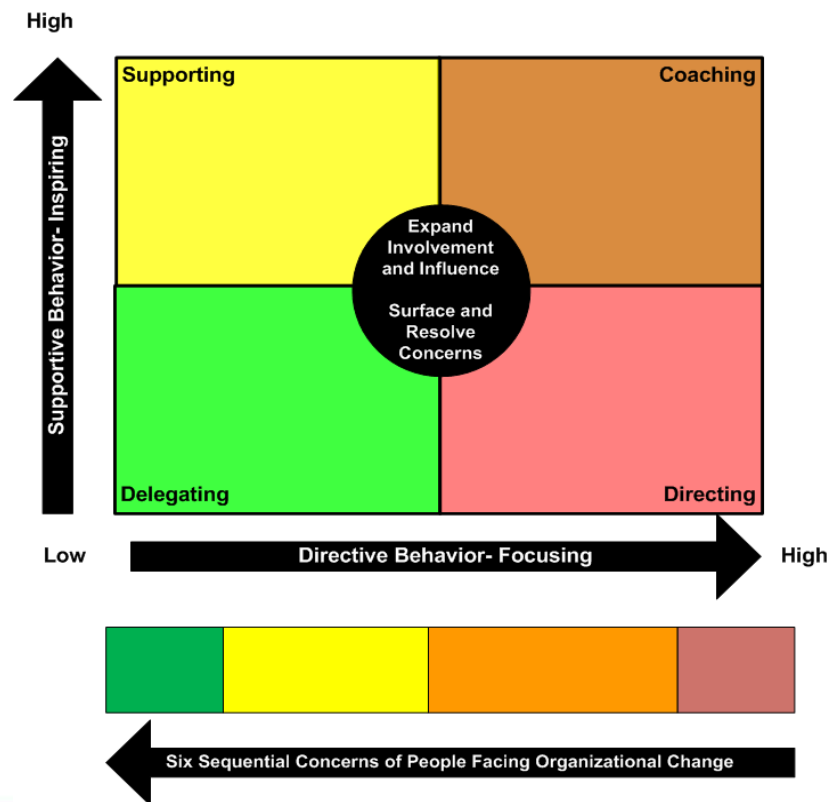 High
Supporting
Coaching
Supportive Behavior- Inspiring
Expand
Involvement
and Influence
Surface and
Resolve
Concerns
Delegating
Directing
Low
Directive Behavior- Focusing
High
Six Sequential Concerns of People Facing Organizational Change